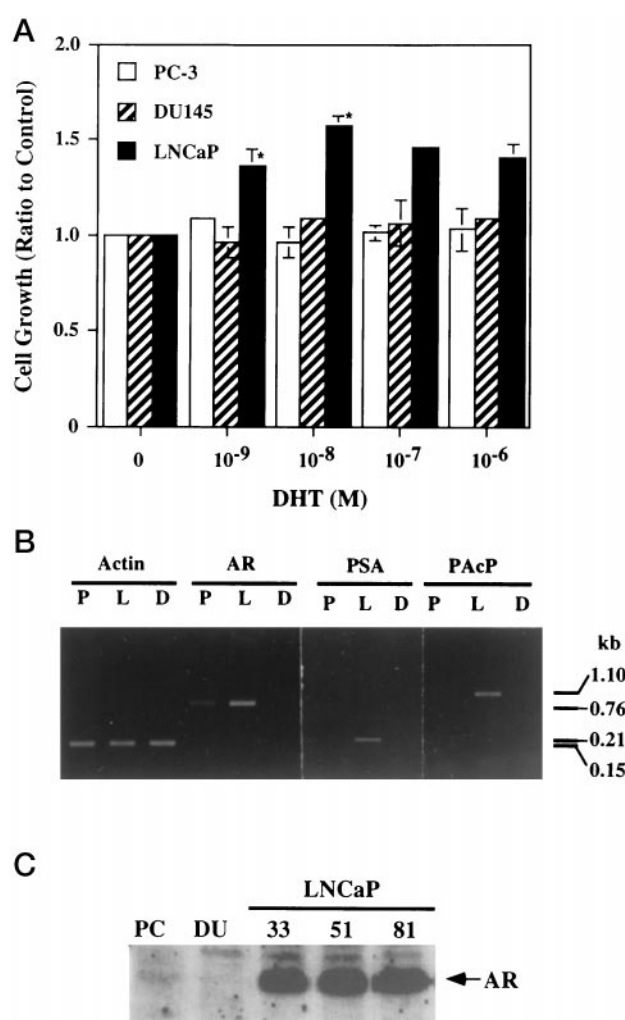 A
2.0
1.5
1.0
0.5
0
Cell Growth (Ratio to Control)
PC-3
DU145
LNCaP
*
*
0 10-9 10-8 10-7 10-6
DHT (M)
B
Actin AR PSA PAcP
P L D P L D P L D P L D
kb
1.10
0.76
0.21
0.15
C
LNCaP
PC DU 33 51 81
AR